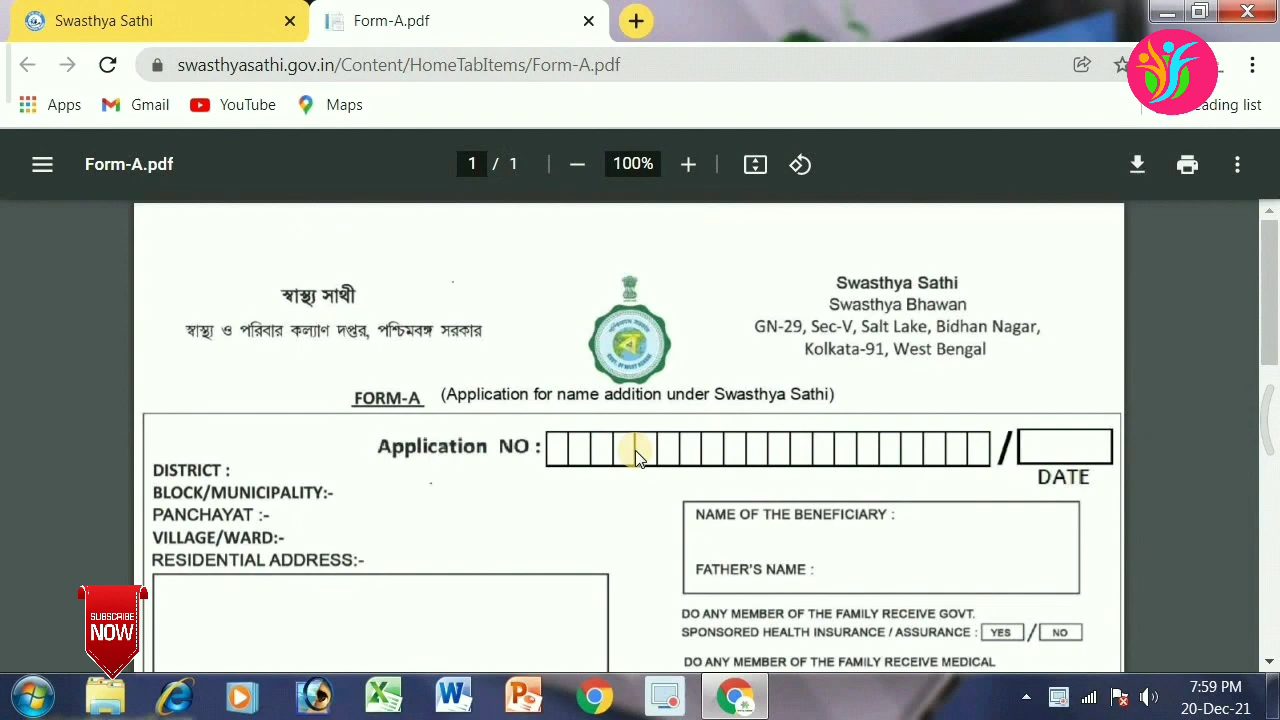 Swasthya Sathi
Form-A.pdf
swasthyasathi.gov.in/Content/HomeTabItems/Form-A.pdf
Apps
Gmail
YouTube
Maps
Form-A.pdf
1 / 1
100%
স্বাস্থ্য সাথী
স্বাস্থ্য ও পরিবার কল্যাণ দপ্তর, পশ্চিমবঙ্গ সরকার
Swasthya Sathi
Swasthya Bhawan
GN-29, Sec-V, Salt Lake, Bidhan Nagar,
Kolkata-91, West Bengal
FORM-A (Application for name addition under Swasthya Sathi)
Application NO :
/
DATE
DISTRICT :
BLOCK/MUNICIPALITY:-
PANCHAYAT :-
VILLAGE/WARD:-
RESIDENTIAL ADDRESS:-
NAME OF THE BENEFICIARY :
FATHER'S NAME :
DO ANY MEMBER OF THE FAMILY RECEIVE GOVT.
SPONSORED HEALTH INSURANCE / ASSURANCE : YES / NO
DO ANY MEMBER OF THE FAMILY RECEIVE MEDICAL
SUBSCRIBE
NOW
7:59 PM
20-Dec-21